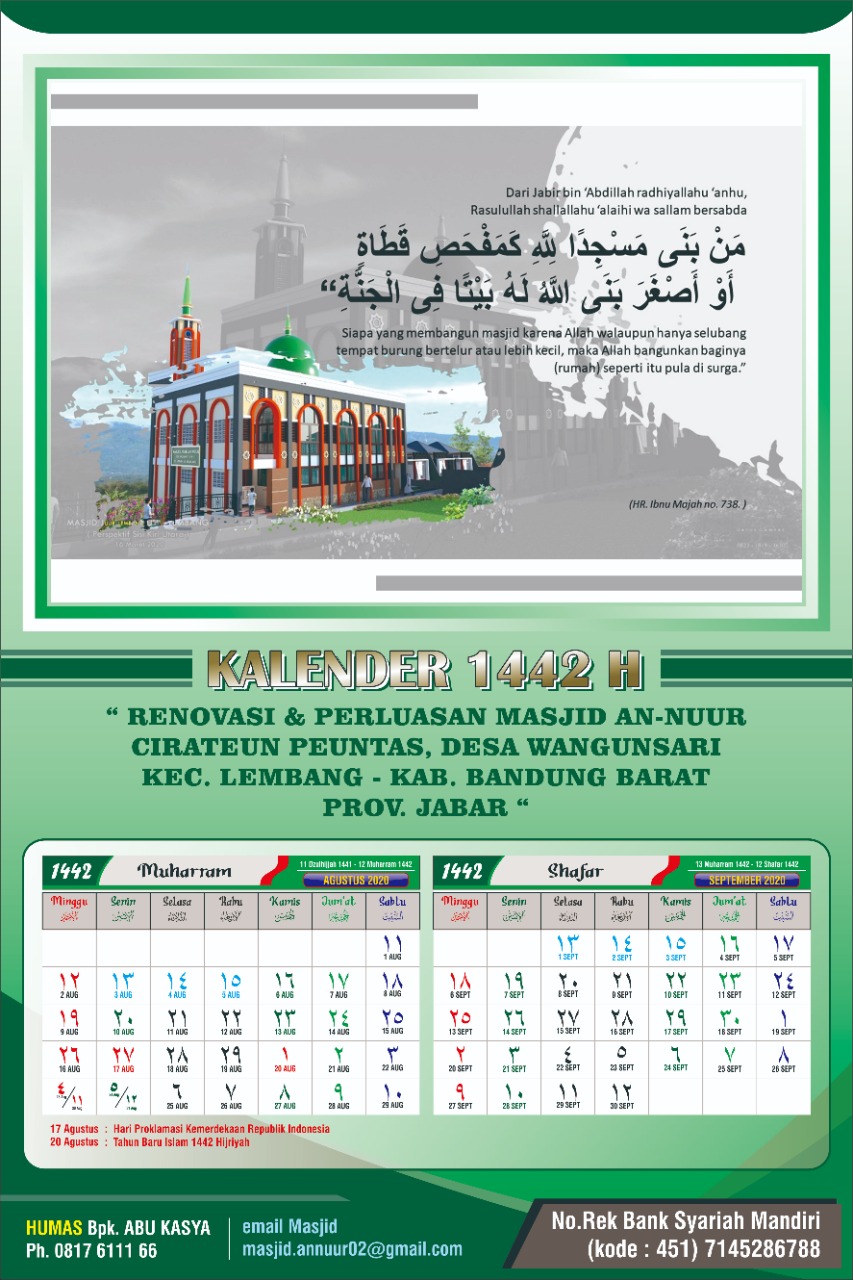 Dari Jabir bin ‘Abdillah radhiyallahu ‘anhu,
Rasulullah shallallahu ‘alaihi wa sallam bersabda
مَنْ بَنَى مَسْجِدًا لِلَّهِ كَمَفْحَصِ قَطَاةٍ
أَوْ أَصْغَرَ بَنَى اللَّهُ لَهُ بَيْتًا فِى الْجَنَّةِ“
Siapa yang membangun masjid karena Allah walaupun hanya selubang
tempat burung bertelur atau lebih kecil, maka Allah bangunkan baginya
(rumah) seperti itu pula di surga.”
(HR. Ibnu Majah no. 738. )
KALENDER 1442 H
“ RENOVASI & PERLUASAN MASJID AN-NUUR
CIRATEUN PEUNTAS, DESA WANGUNSARI
KEC. LEMBANG - KAB. BANDUNG BARAT
PROV. JABAR “
1442 Muharram 11 Dzulhijjah 1441 - 12 Muharram 1442
AGUSTUS 2020
Minggu Senin Selasa Rabu Kamis Jum'at Sabtu
١١
1 AUG
١٢ ١٣ ١٤ ١٥ ١٦ ١٧ ١٨
2 AUG 3 AUG 4 AUG 5 AUG 6 AUG 7 AUG 8 AUG
١٩ ٢٠ ٢١ ٢٢ ٢٣ ٢٤ ٢٥
9 AUG 10 AUG 11 AUG 12 AUG 13 AUG 14 AUG 15 AUG
٢٦ ٢٧ ٢٨ ٢٩ ١ ٢ ٣
16 AUG 17 AUG 18 AUG 19 AUG 20 AUG 21 AUG 22 AUG
٤/١١ ٥/١٢ ٦ ٧ ٨ ٩ ١٠
25 AUG 26 AUG 27 AUG 28 AUG 29 AUG
17 Agustus : Hari Proklamasi Kemerdekaan Republik Indonesia
20 Agustus : Tahun Baru Islam 1442 Hijriyah
1442 Shafar 13 Muharram 1442 - 12 Shafar 1442
SEPTEMBER 2020
Minggu Senin Selasa Rabu Kamis Jum'at Sabtu
١٣ ١٤ ١٥ ١٦ ١٧
1 SEPT 2 SEPT 3 SEPT 4 SEPT 5 SEPT
١٨ ١٩ ٢٠ ٢١ ٢٢ ٢٣ ٢٤
6 SEPT 7 SEPT 8 SEPT 9 SEPT 10 SEPT 11 SEPT 12 SEPT
٢٥ ٢٦ ٢٧ ٢٨ ٢٩ ٣٠ ١
13 SEPT 14 SEPT 15 SEPT 16 SEPT 17 SEPT 18 SEPT 19 SEPT
٢ ٣ ٤ ٥ ٦ ٧ ٨
20 SEPT 21 SEPT 22 SEPT 23 SEPT 24 SEPT 25 SEPT 26 SEPT
٩ ١٠ ١١ ١٢
27 SEPT 28 SEPT 29 SEPT 30 SEPT
HUMAS Bpk. ABU KASYA
Ph. 0817 6111 66
email Masjid
masjid.annuur02@gmail.com
No.Rek Bank Syariah Mandiri
(kode : 451) 7145286788